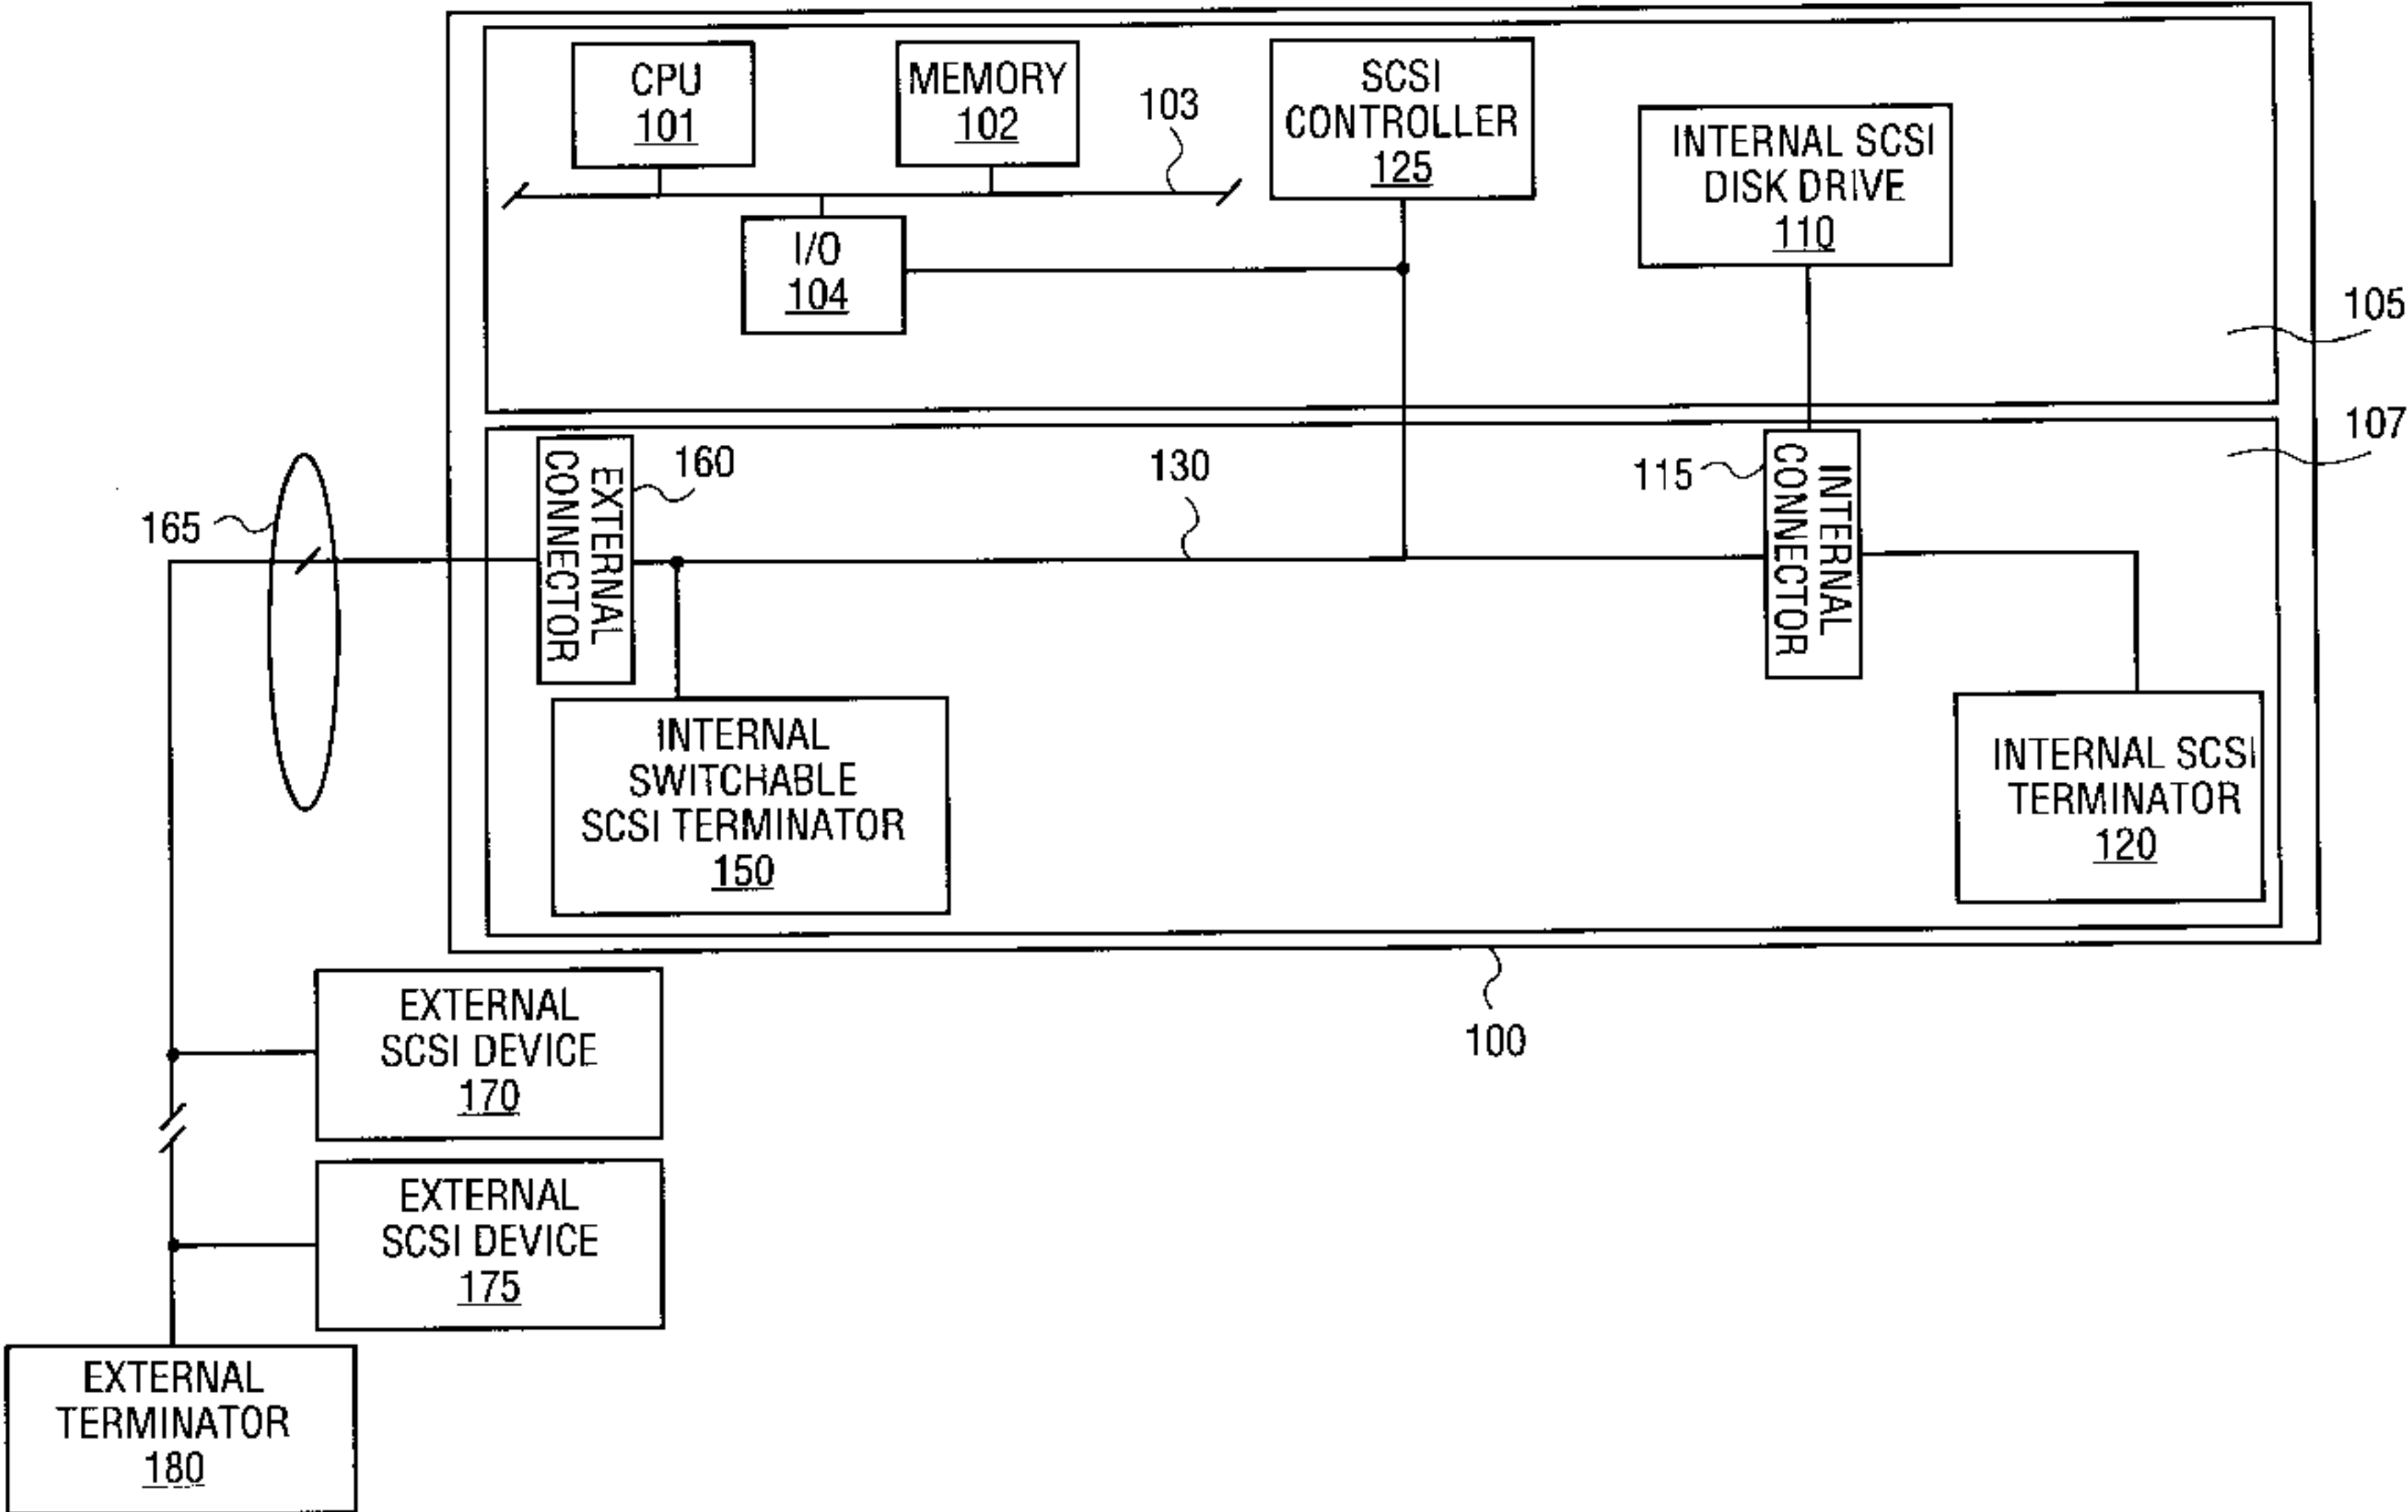 CPU
101
MEMORY
102
103
SCSI
CONTROLLER
125
INTERNAL SCSI
DISK DRIVE
110
I/O
104
105
107
EXTERNAL
CONNECTOR
160
130
115
INTERNAL
CONNECTOR
165
INTERNAL
SWITCHABLE
SCSI TERMINATOR
150
INTERNAL SCSI
TERMINATOR
120
100
EXTERNAL
SCSI DEVICE
170
EXTERNAL
SCSI DEVICE
175
EXTERNAL
TERMINATOR
180